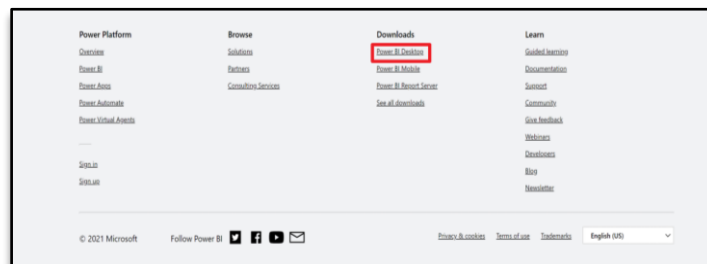 Power Platform
Overview
Power BI
Power Apps
Power Automate
Power Virtual Agents
Sign in
Sign up
Browse
Solutions
Partners
Consulting Services
Downloads
Power BI Desktop
Power BI Mobile
Power BI Report Server
See all downloads
Learn
Guided learning
Documentation
Support
Community
Give feedback
Webinars
Developers
Blog
Newsletter
© 2021 Microsoft
Follow Power BI
Privacy & cookies
Terms of use
Trademarks
English (US)